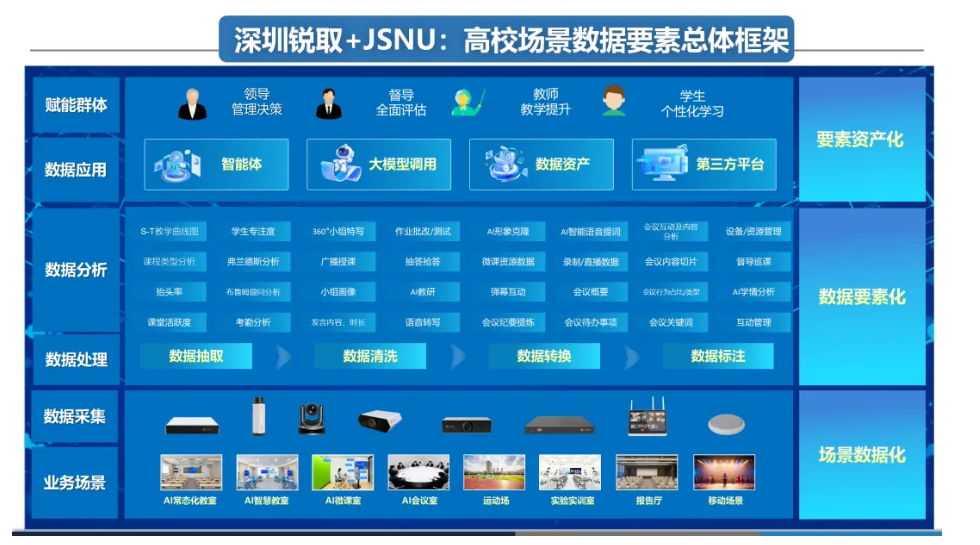 深圳锐取+JSNU：高校场景数据要素总体框架
赋能群体
领导
管理决策
督导
全面评估
教师
教学提升
学生
个性化学习
要素资产化
数据应用
智能体
大模型调用
数据资产
第三方平台
数据分析
S-T教学曲线图
学生专注度
360°小组特写
作业批改/测试
AI形象克隆
AI智能语音提词
会议互动及内容
分析
设备/资源管理
课程类型分析
弗兰德斯分析
广播授课
抽答抢答
微课资源数据
录制/直播数据
会议内容切片
督导巡课
抬头率
布鲁姆提问分析
小组画像
AI教研
弹幕互动
会议概要
会议行为占比/类型
AI学情分析
课堂活跃度
考勤分析
发言内容、时长
语音转写
会议纪要提炼
会议待办事项
会议关键词
互动管理
数据要素化
数据处理
数据抽取
数据清洗
数据转换
数据标注
数据采集
业务场景
AI常态化教室
AI智慧教室
AI微课室
AI会议室
运动场
实验实训室
报告厅
移动场景
场景数据化